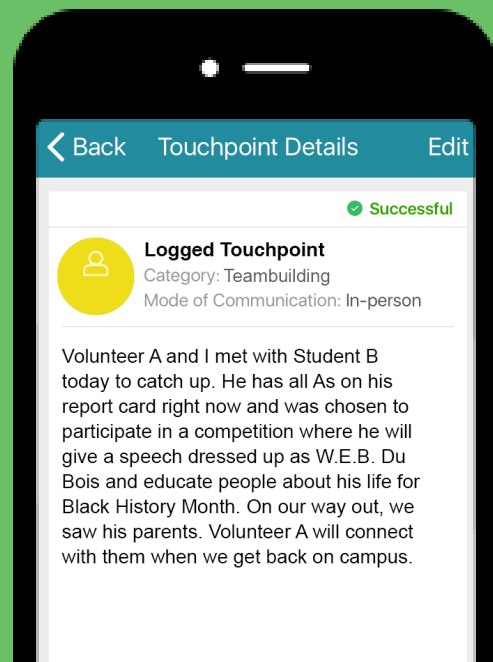 Back Touchpoint Details Edit
Successful
Logged Touchpoint
Category: Teambuilding
Mode of Communication: In-person
Volunteer A and I met with Student B
today to catch up. He has all As on his
report card right now and was chosen to
participate in a competition where he will
give a speech dressed up as W.E.B. Du
Bois and educate people about his life for
Black History Month. On our way out, we
saw his parents. Volunteer A will connect
with them when we get back on campus.